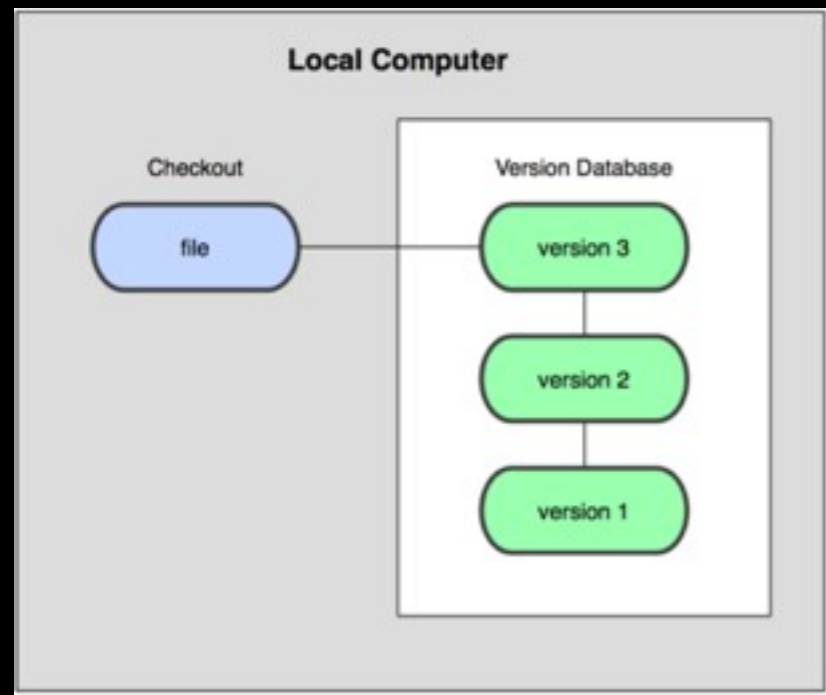 Local Computer
Checkout
Version Database
file
version 3
version 2
version 1